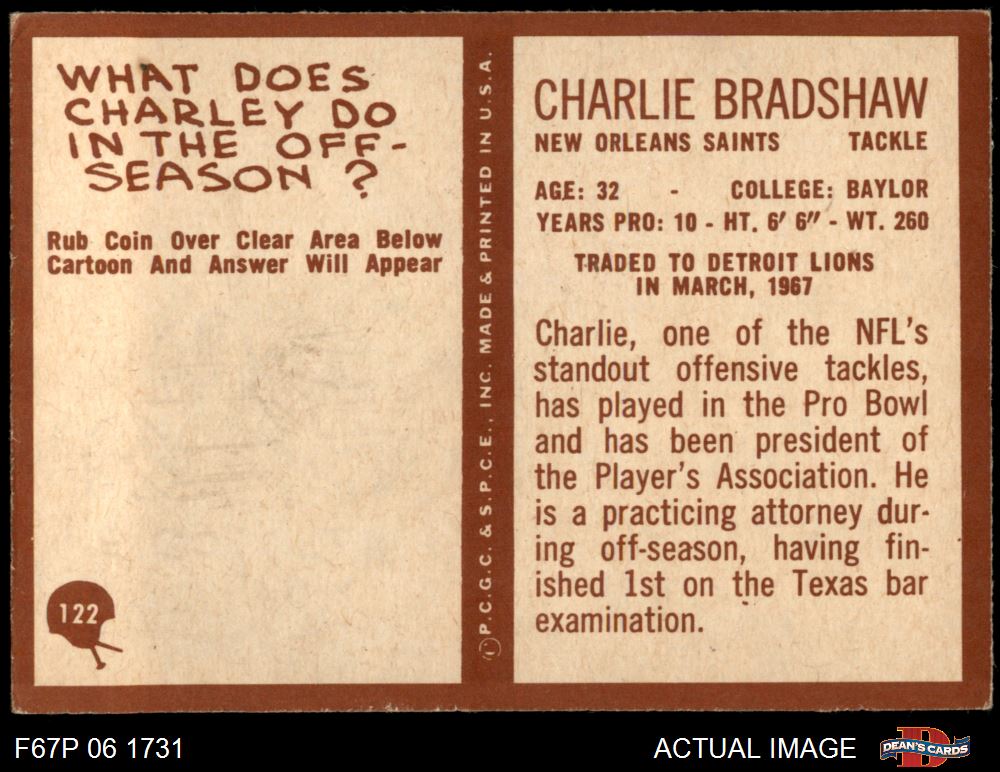 WHAT DOES
CHARLEY DO
IN THE OFF-
SEASON ?
Rub Coin Over Clear Area Below
Cartoon And Answer Will Appear
122
P.C.G.C. & S.P.C.E., INC. MADE & PRINTED IN U.S.A.
CHARLIE BRADSHAW
NEW ORLEANS SAINTS TACKLE
AGE: 32 - COLLEGE: BAYLOR
YEARS PRO: 10 - HT. 6' 6" - WT. 260
TRADED TO DETROIT LIONS
IN MARCH, 1967
Charlie, one of the NFL's
standout offensive tackles,
has played in the Pro Bowl
and has been president of
the Player's Association. He
is a practicing attorney dur-
ing off-season, having fin-
ished 1st on the Texas bar
examination.
F67P 06 1731
ACTUAL IMAGE
DEAN'S CARDS